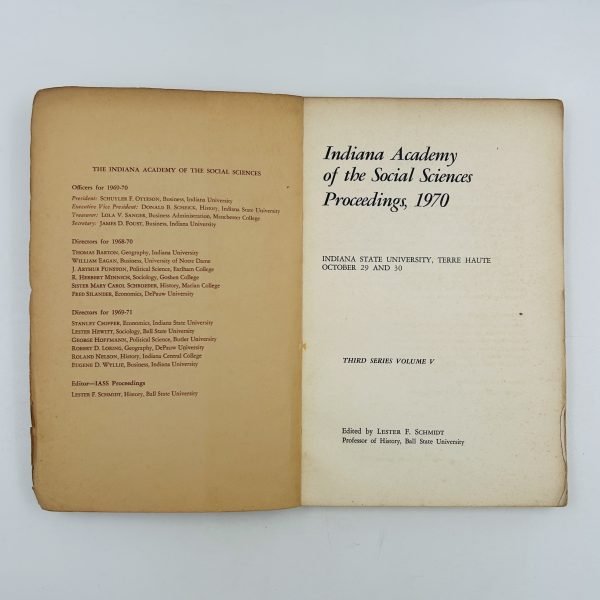 THE INDIANA ACADEMY OF THE SOCIAL SCIENCES
Officers for 1969-70
President: SCHUYLER F. OTTESON, Business, Indiana University
Executive Vice President: DONALD B. SCHEICK, History, Indiana State University
Treasurer: LOLA V. SANGER, Business Administration, Manchester College
Secretary: JAMES D. FOUST, Business, Indiana University
Directors for 1968-70
THOMAS BARTON, Geography, Indiana University
WILLIAM EAGAN, Business, University of Notre Dame
J. ARTHUR FUNSTON, Political Science, Earlham College
R. HERBERT MINNICH, Sociology, Goshen College
SISTER MARY CAROL SCHROEDER, History, Marian College
FRED SILANDER, Economics, DePauw University
Directors for 1969-71
STANLEY Economics, Indiana State University
LESTER HEWITT, Sociology, Ball State University
GEORGE HOFFMANN, Political Science, Butler University
ROBERT D. LORING, Geography, DePauw University
ROLAND NELSON, History, Indiana Central College
EUGENE D. WYLLIE, Business, Indiana University
Editor—IASS Proceedings
LESTER F. SCHMIDT, History, Ball State University
Indiana Academy
of the Social Sciences
Proceedings, 1970
INDIANA STATE UNIVERSITY, TERRE HAUTE
OCTOBER 29 AND 30
THIRD SERIES VOLUME V
Edited by LESTER F. SCHMIDT
Professor of History, Ball State University